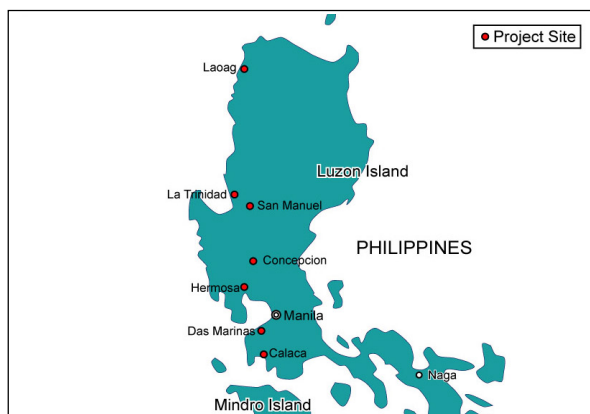 Project Site
Laoag
Luzon Island
La Trinidad
San Manuel
PHILIPPINES
Concepcion
Hermosa
Manila
Das Marinas
Calaca
Naga
Mindro Island